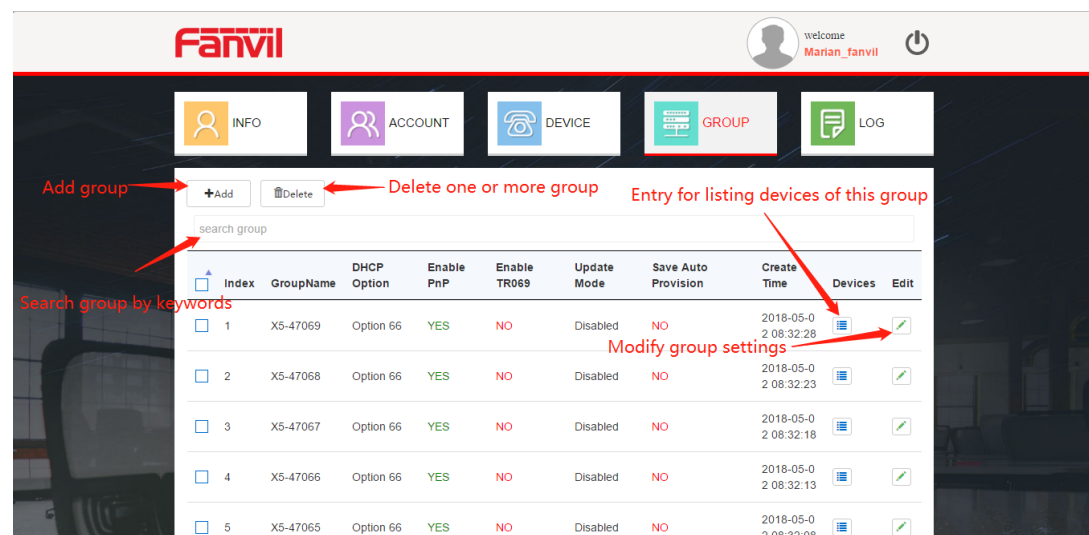 Fanvil
welcome
Marian_fanvil
INFO
ACCOUNT
DEVICE
GROUP
LOG
Add group
Add
Delete
Delete one or more group
Entry for listing devices of this group
search group
Search group by keywords
Index GroupName DHCP Option Enable PnP Enable TR069 Update Mode Save Auto Provision Create Time Devices Edit
1 X5-47069 Option 66 YES NO Disabled NO 2018-05-0
2 08:32:28
Modify group settings
2 X5-47068 Option 66 YES NO Disabled NO 2018-05-0
2 08:32:23
3 X5-47067 Option 66 YES NO Disabled NO 2018-05-0
2 08:32:18
4 X5-47066 Option 66 YES NO Disabled NO 2018-05-0
2 08:32:13
5 X5-47065 Option 66 YES NO Disabled NO 2018-05-0